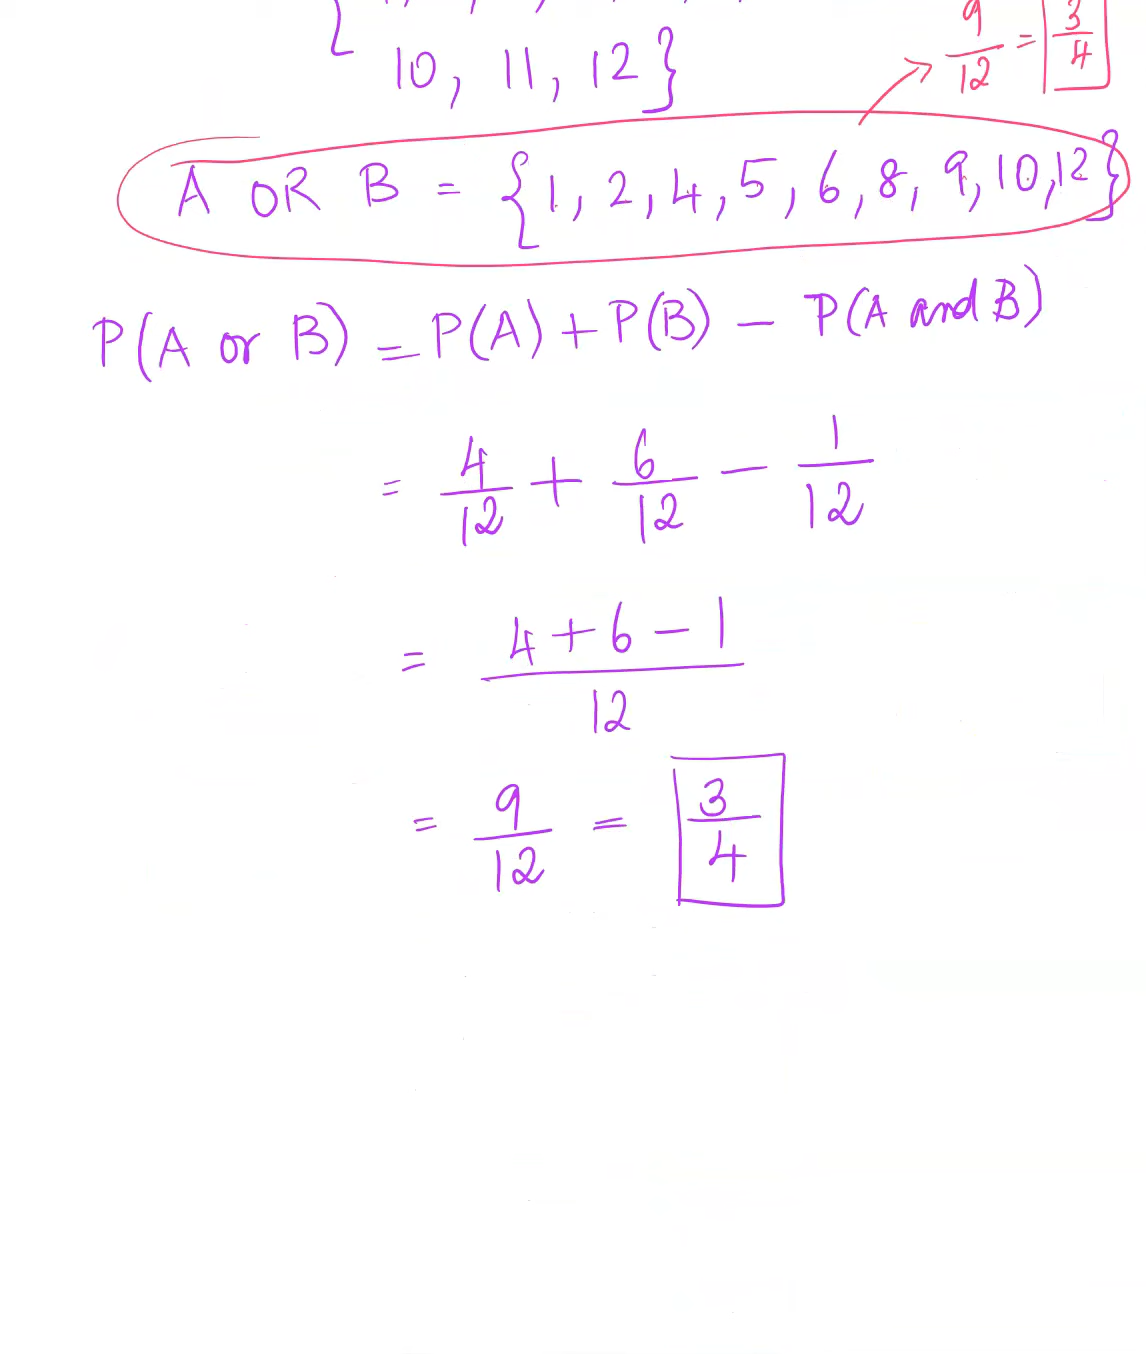 {
10, 11, 12}
9/12 = 3/4
A OR B = {1, 2, 4, 5, 6, 8, 9, 10, 12}
P(A or B) = P(A) + P(B) − P(A and B)
= 4/12 + 6/12 − 1/12
= 4+6−1/12
= 9/12 = 3/4